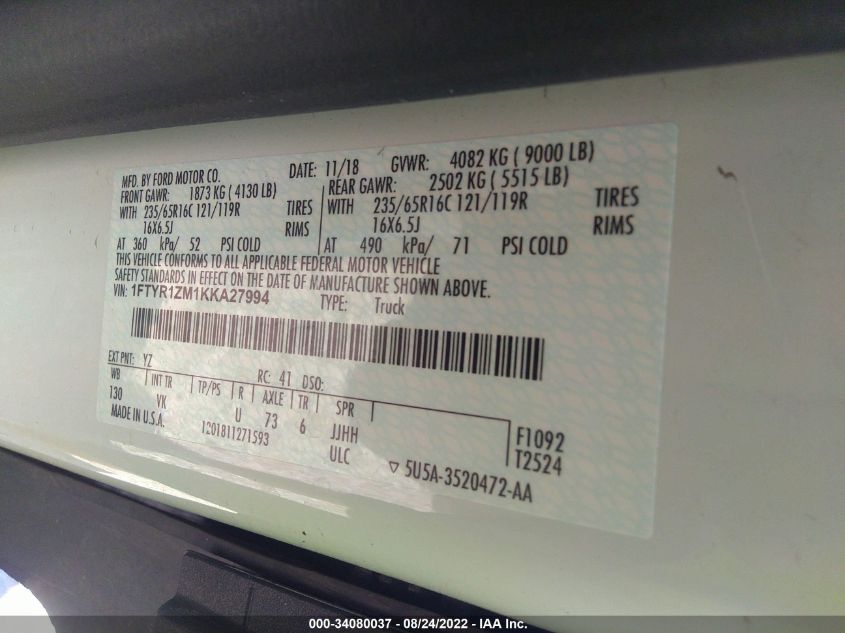 MFD. BY FORD MOTOR CO. DATE: 11/18 GVWR: 4082 KG ( 9000 LB)
FRONT GAWR: 1873 KG ( 4130 LB) REAR GAWR: 2502 KG ( 5515 LB)
WITH 235/65R16C 121/119R TIRES WITH 235/65R16C 121/119R TIRES
16X6.5J RIMS 16X6.5J RIMS
AT 360 kPa/ 52 PSI COLD AT 490 kPa/ 71 PSI COLD
THIS VEHICLE CONFORMS TO ALL APPLICABLE FEDERAL MOTOR VEHICLE
SAFETY STANDARDS IN EFFECT ON THE DATE OF MANUFACTURE SHOWN ABOVE.
VIN: 1FTYR1ZM1KKA27994 TYPE: Truck
EXT PNT: YZ RC: 41 DSO:
WB INT TR TP/PS R AXLE TR SPR
130 VK U 73 6 JJHH F1092
MADE IN U.S.A. 1201811271593 ULC T2524
5U5A-3520472-AA
000-34080037 - 08/24/2022 - IAA Inc.